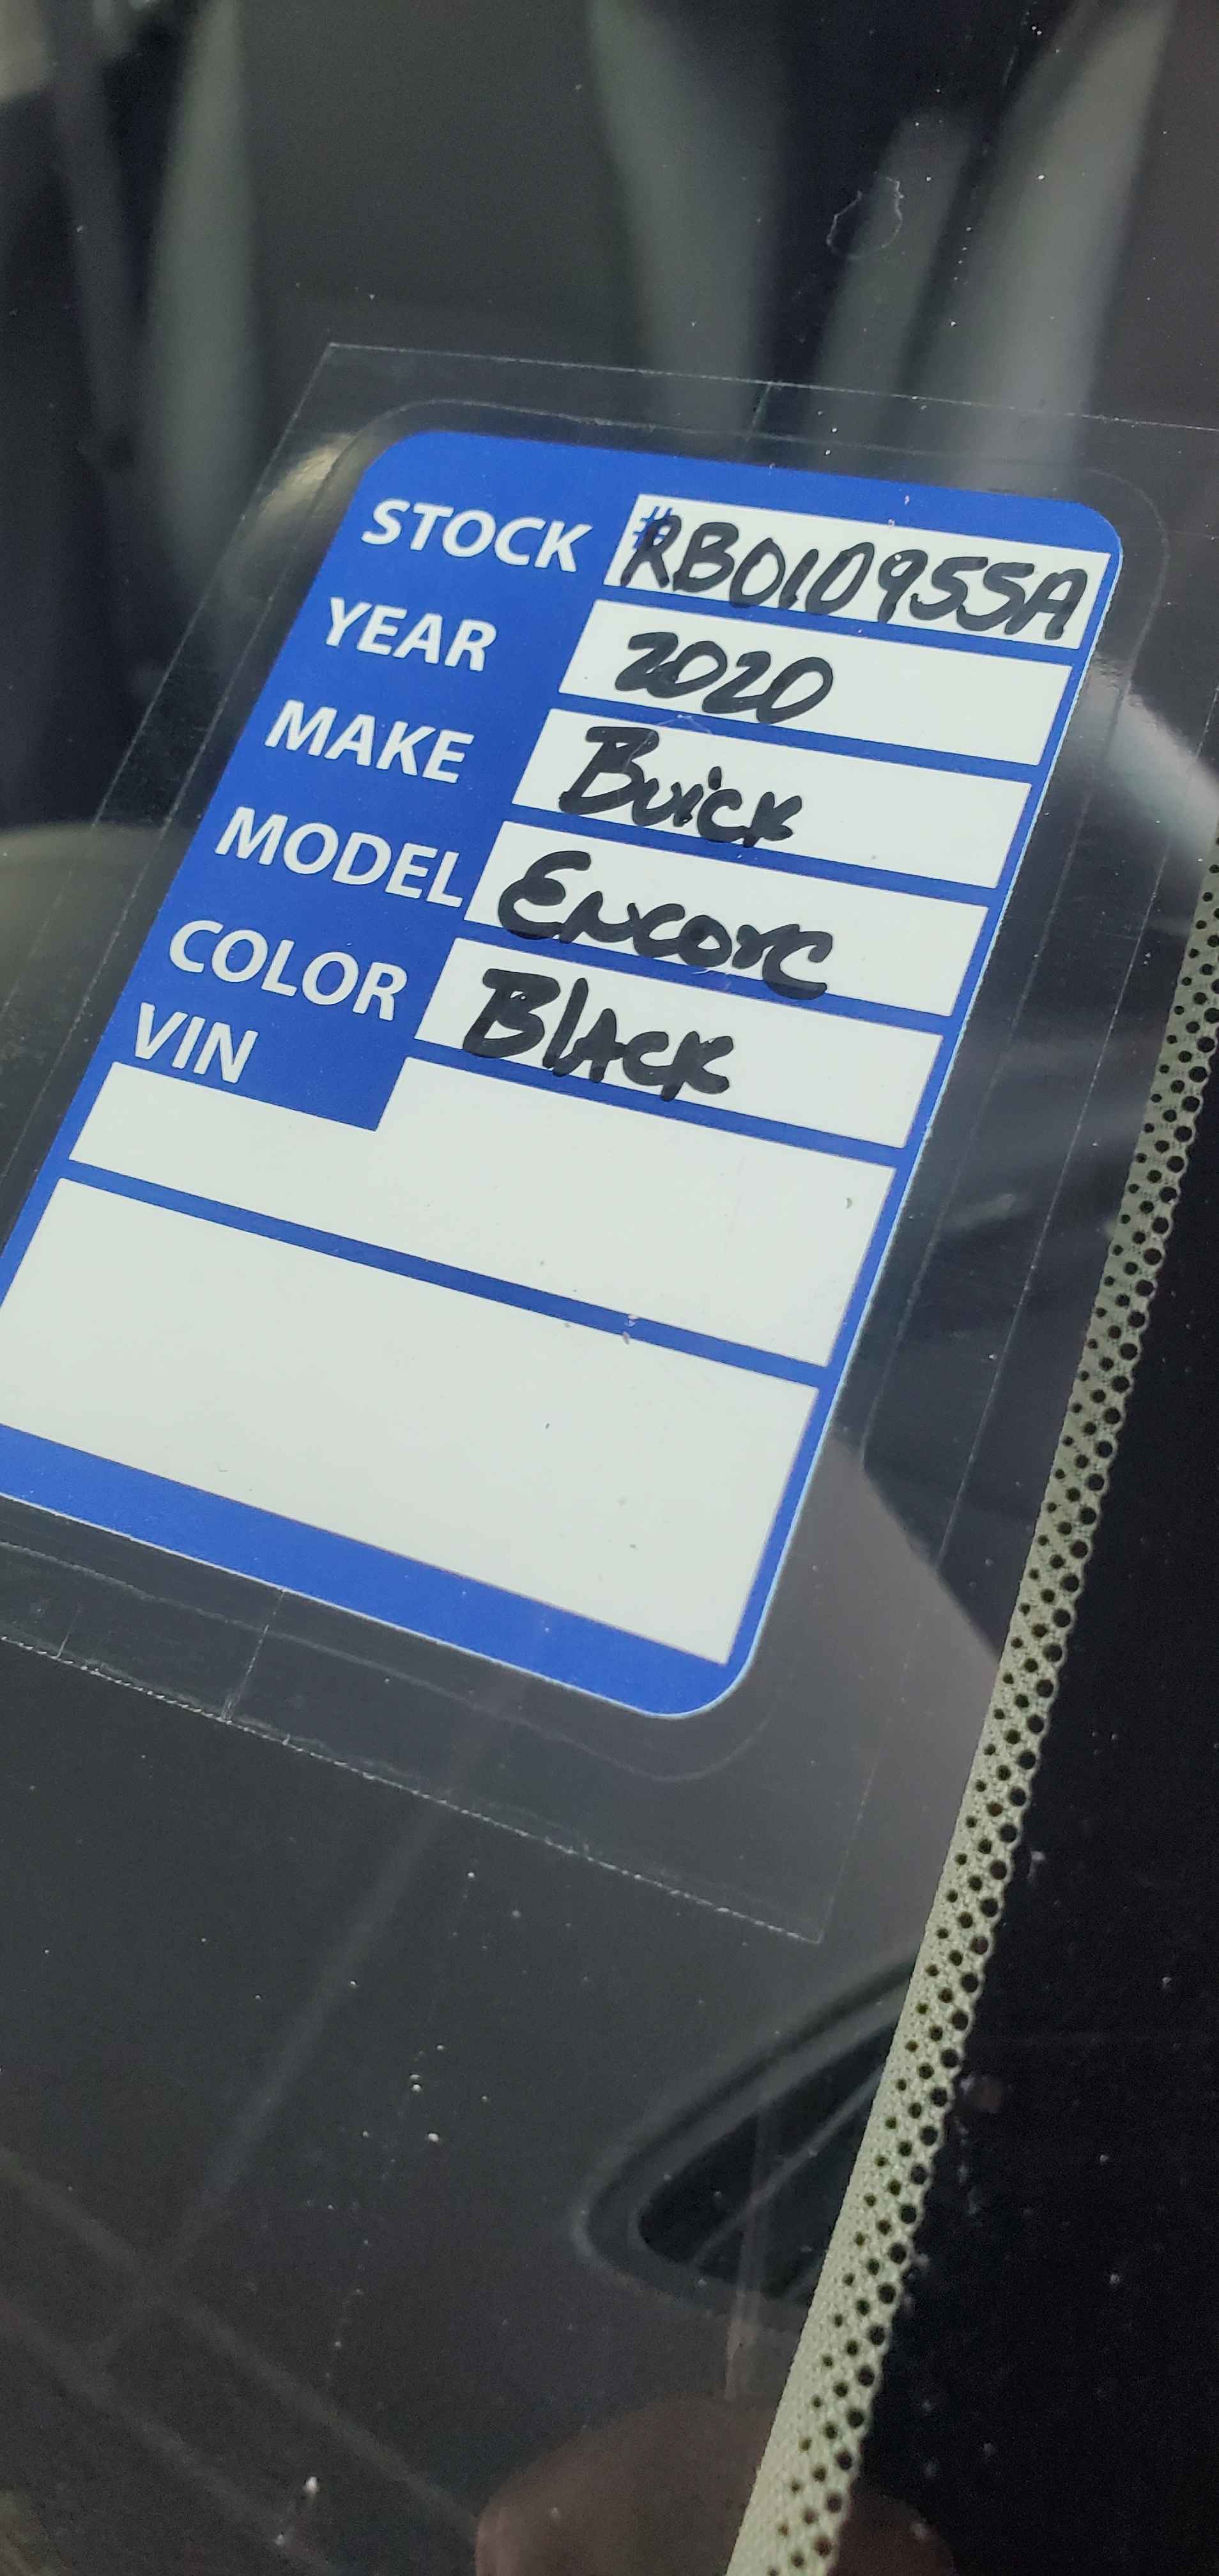 STOCK #RB010955A
YEAR 2020
MAKE Buick
MODEL Encore
COLOR Black
VIN